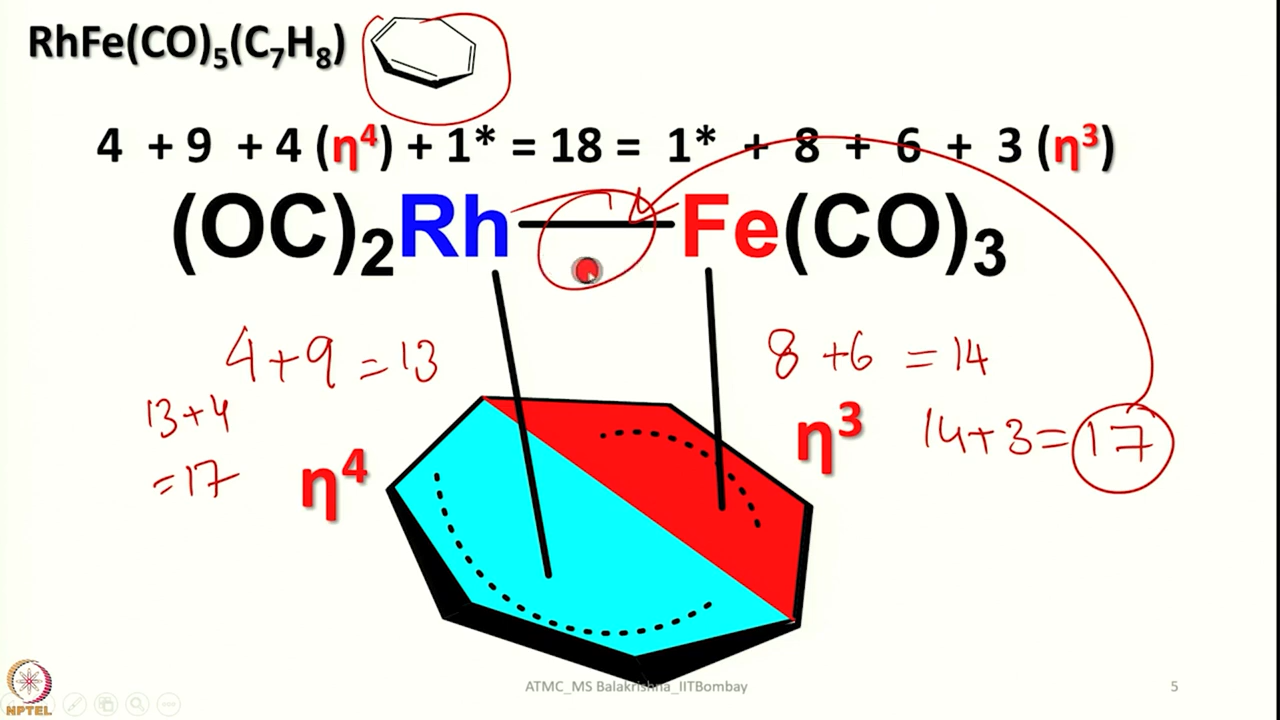 RhFe(CO)₅(C₇H₈)
4 + 9 + 4 (η⁴) + 1* = 18 = 1* + 8 + 6 + 3 (η³)
(OC)₂Rh Fe(CO)₃
4+9 =13
8 +6 =14
13+4
=17
η⁴
η³
14+3=17
ATMC_MS Balakrishna_IITBombay
5
NPTEL